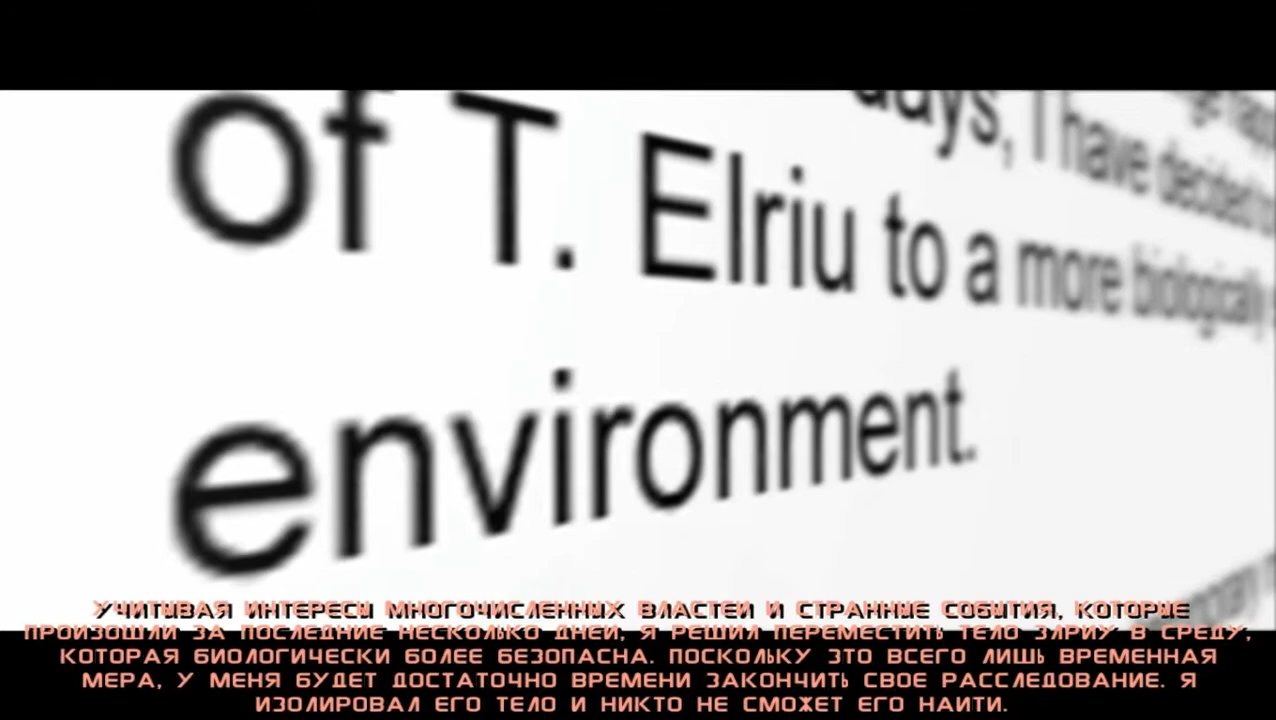 days, I have decided
of T. Elriu to a more biologically
environment.
УЧИТЫВАЯ ИНТЕРЕСЫ МНОГОЧИСЛЕННЫХ ВЛАСТЕЙ И СТРАННЫЕ СОБЫТИЯ, КОТОРЫЕ
ПРОИЗОШЛИ ЗА ПОСЛЕДНИЕ НЕСКОЛЬКО ДНЕЙ, Я РЕШИЛ ПЕРЕМЕСТИТЬ ТЕЛО ЭЛРИУ В СРЕДУ,
КОТОРАЯ БИОЛОГИЧЕСКИ БОЛЕЕ БЕЗОПАСНА. ПОСКОЛЬКУ ЭТО ВСЕГО ЛИШЬ ВРЕМЕННАЯ
МЕРА, У МЕНЯ БУДЕТ ДОСТАТОЧНО ВРЕМЕНИ ЗАКОНЧИТЬ СВОЕ РАССЛЕДОВАНИЕ. Я
ИЗОЛИРОВАЛ ЕГО ТЕЛО И НИКТО НЕ СМОЖЕТ ЕГО НАЙТИ.